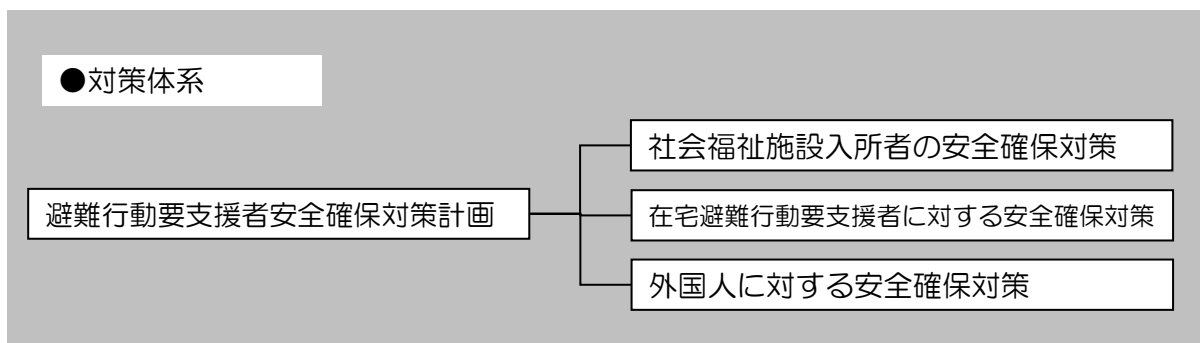 ●対策体系
社会福祉施設入所者の安全確保対策
避難行動要支援者安全確保対策計画
在宅避難行動要支援者に対する安全確保対策
外国人に対する安全確保対策